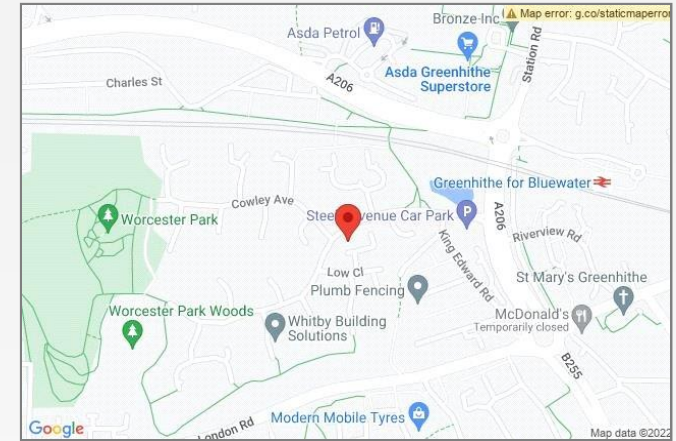 Map error: g.co/staticmaperror
Bronze-Inc
Asda Petrol
Station Rd
Asda Greenhithe
Superstore
A206
Charles St
Greenhithe for Bluewater
Cowley Ave
Worcester Park
Avenue Car Park
P
A206
Riverview Rd
King Edward Rd
Low Cl
St Mary's Greenhithe
Plumb Fencing
Worcester Park Woods
McDonald's
Temporarily closed
Whitby Building
Solutions
B255
London Rd
Modern Mobile Tyres
Google
Map data ©2022